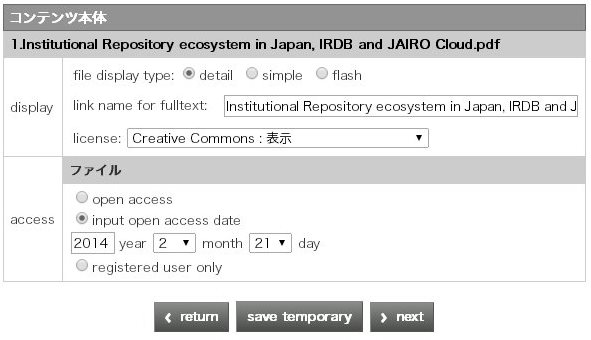 コンテンツ本体
1.Institutional Repository ecosystem in Japan, IRDB and JAIRO Cloud.pdf
display
file display type: detail simple flash
link name for fulltext: Institutional Repository ecosystem in Japan, IRDB and J
license: Creative Commons : 表示
ファイル
access
open access
input open access date
2014 year 2 month 21 day
registered user only
‹ return save temporary › next